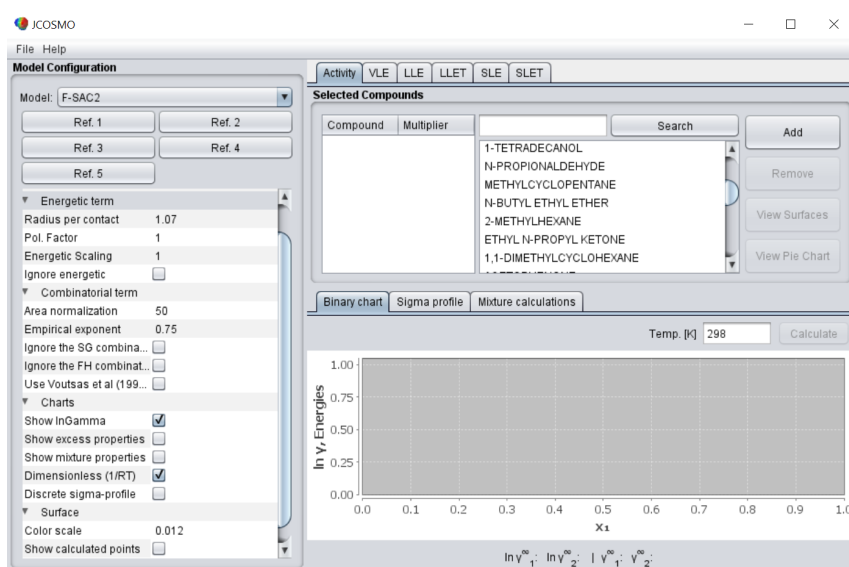 JCOSMO
File Help
Model Configuration
Model: F-SAC2
Ref. 1 Ref. 2
Ref. 3 Ref. 4
Ref. 5
Energetic term
Radius per contact 1.07
Pol. Factor 1
Energetic Scaling 1
Ignore energetic
Combinatorial term
Area normalization 50
Empirical exponent 0.75
Ignore the SG combina...
Ignore the FH combinat...
Use Voutsas et al (199...
Charts
Show lnGamma
Show excess properties
Show mixture properties
Dimensionless (1/RT)
Discrete sigma-profile
Surface
Color scale 0.012
Show calculated points
Activity VLE LLE LLET SLE SLET
Selected Compounds
Compound Multiplier
Search
1-TETRADECANOL
N-PROPIONALDEHYDE
METHYLCYCLOPENTANE
N-BUTYL ETHYL ETHER
2-METHYLHEXANE
ETHYL N-PROPYL KETONE
1,1-DIMETHYLCYCLOHEXANE
Add
Remove
View Surfaces
View Pie Chart
Binary chart Sigma profile Mixture calculations
Temp. [K] 298 Calculate
ln γ, Energies
1.00
0.75
0.50
0.25
0.00
0.0 0.1 0.2 0.3 0.4 0.5 0.6 0.7 0.8 0.9 1.0
X₁
ln γ∞₁: ln γ∞₂: | γ∞₁: γ∞₂: